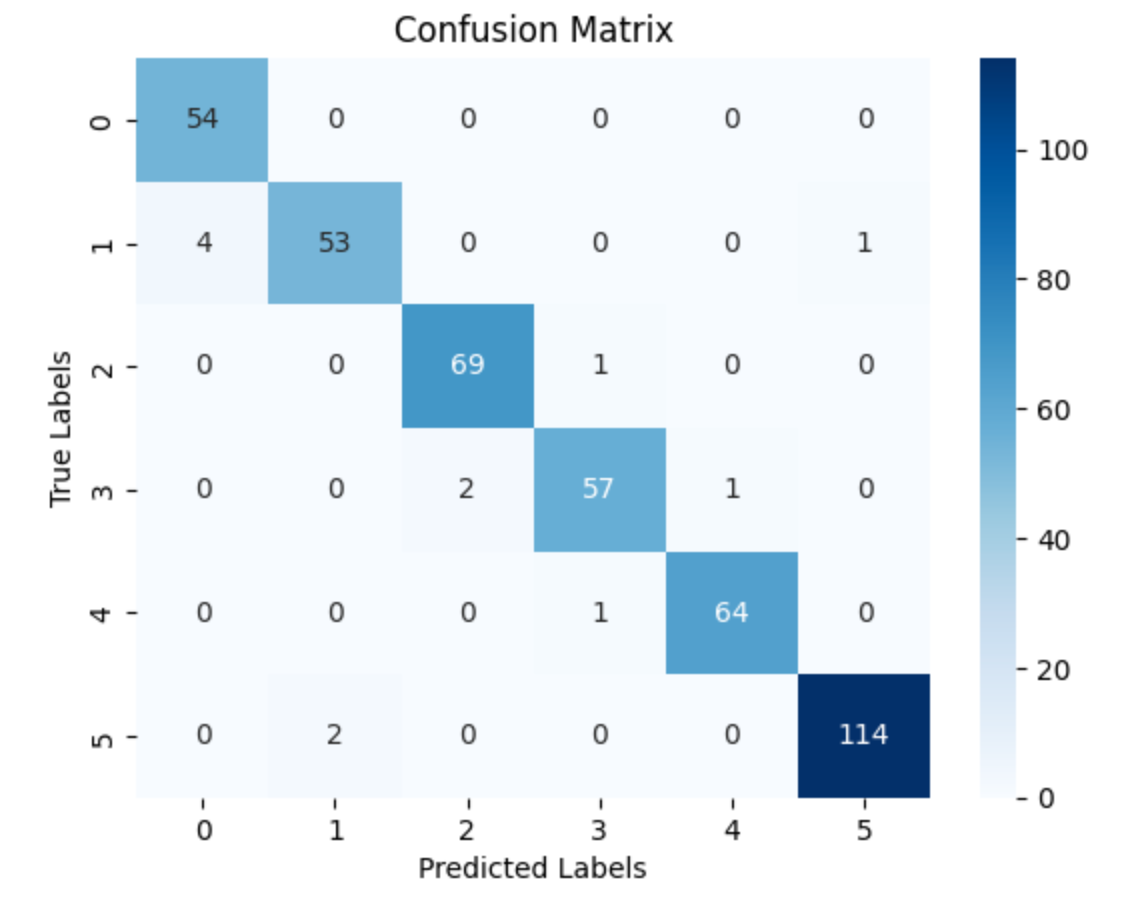 Confusion Matrix
True Labels
0 54 0 0 0 0 0
1 4 53 0 0 0 1
2 0 0 69 1 0 0
3 0 0 2 57 1 0
4 0 0 0 1 64 0
5 0 2 0 0 0 114
0 1 2 3 4 5
Predicted Labels
100
80
60
40
20
0